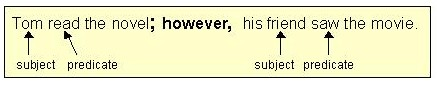 Tom read the novel; however, his friend saw the movie.
subject predicate subject predicate